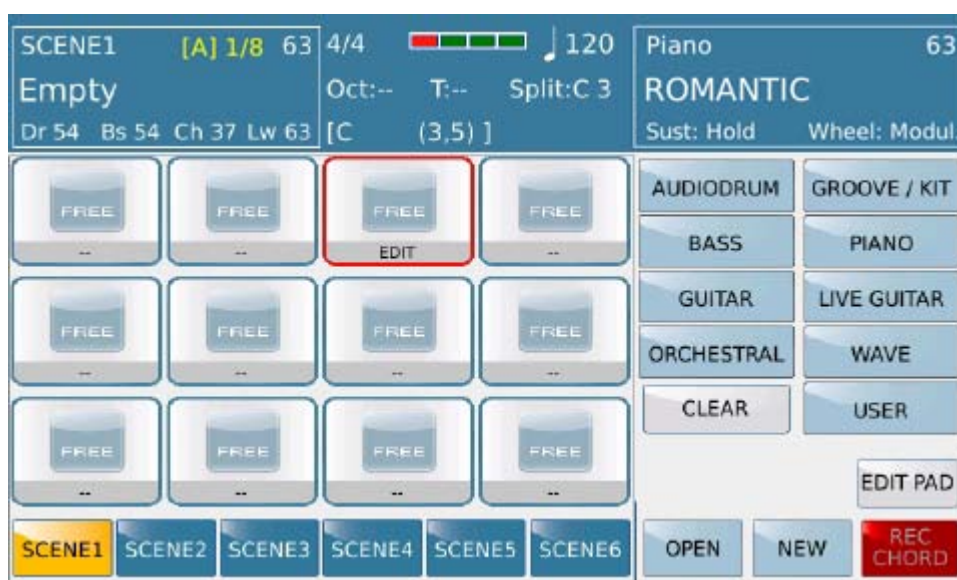 SCENE1 [A] 1/8 63
Empty
Dr 54 Bs 54 Ch 37 Lw 63
4/4 120
Oct:-- T:-- Split:C 3
[C (3,5) ]
Piano 63
ROMANTIC
Sust: Hold Wheel: Modul.
FREE FREE FREE FREE
-- -- EDIT --
FREE FREE FREE FREE
-- -- -- --
FREE FREE FREE FREE
-- -- -- --
AUDIODRUM GROOVE / KIT
BASS PIANO
GUITAR LIVE GUITAR
ORCHESTRAL WAVE
CLEAR USER
EDIT PAD
SCENE1 SCENE2 SCENE3 SCENE4 SCENE5 SCENE6
OPEN NEW REC
CHORD